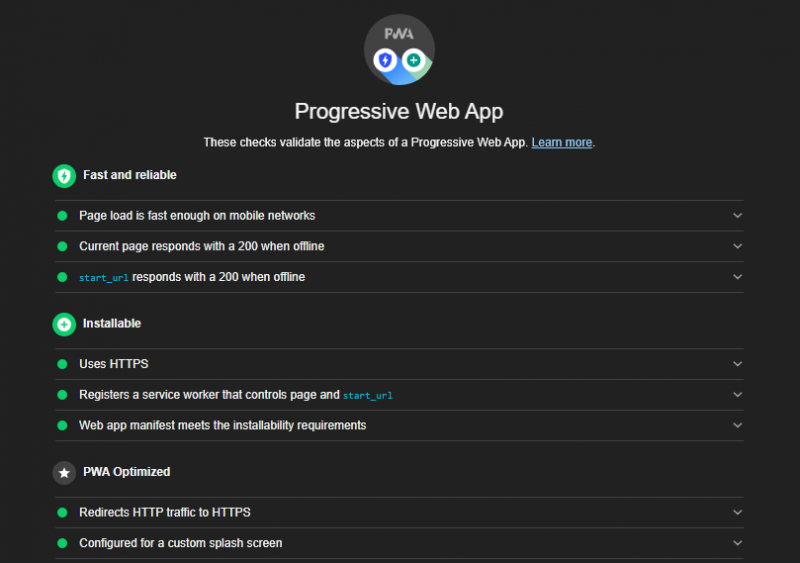 PWA
Progressive Web App
These checks validate the aspects of a Progressive Web App. Learn more.
Fast and reliable
Page load is fast enough on mobile networks
Current page responds with a 200 when offline
start_url responds with a 200 when offline
Installable
Uses HTTPS
Registers a service worker that controls page and start_url
Web app manifest meets the installability requirements
PWA Optimized
Redirects HTTP traffic to HTTPS
Configured for a custom splash screen